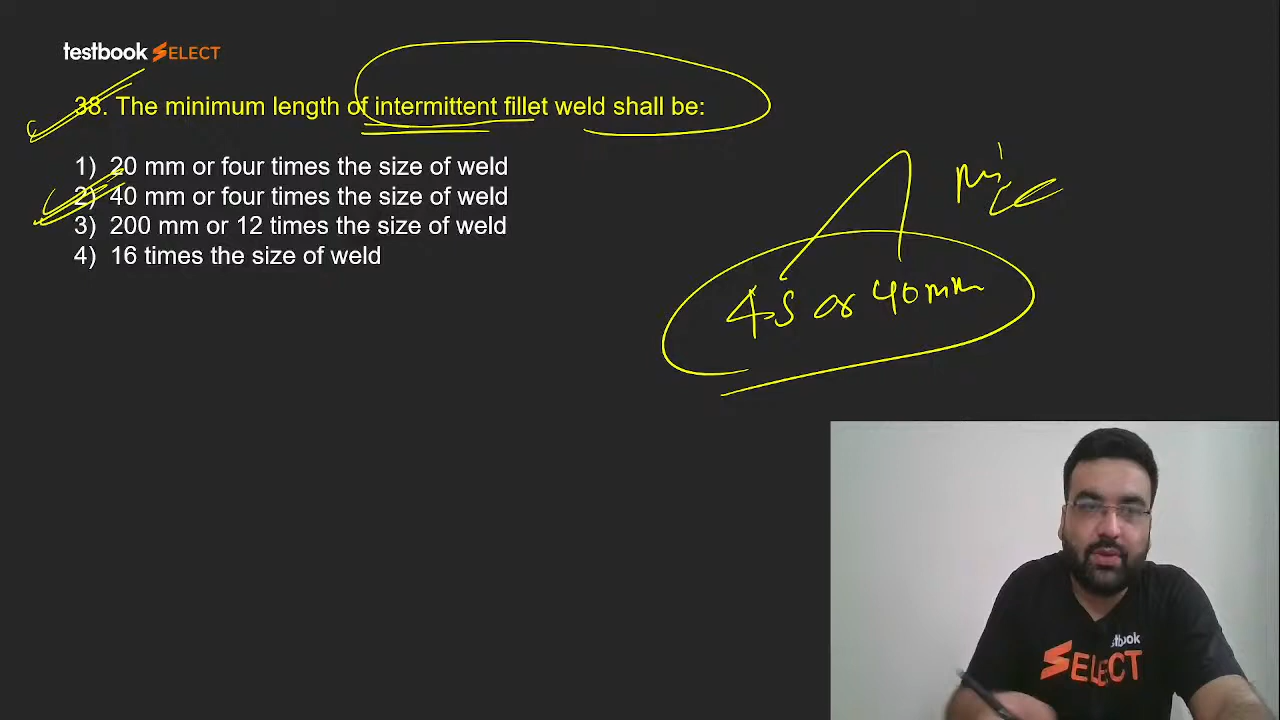 testbook SELECT
38. The minimum length of intermittent fillet weld shall be:
1) 20 mm or four times the size of weld
2) 40 mm or four times the size of weld
3) 200 mm or 12 times the size of weld
4) 16 times the size of weld
4S or 40mm
testbook
SELECT